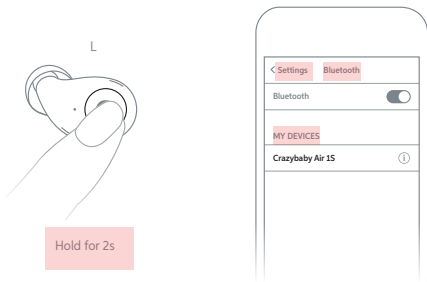 L
Hold for 2s
Settings Bluetooth
Bluetooth
MY DEVICES
Crazybaby Air 1S